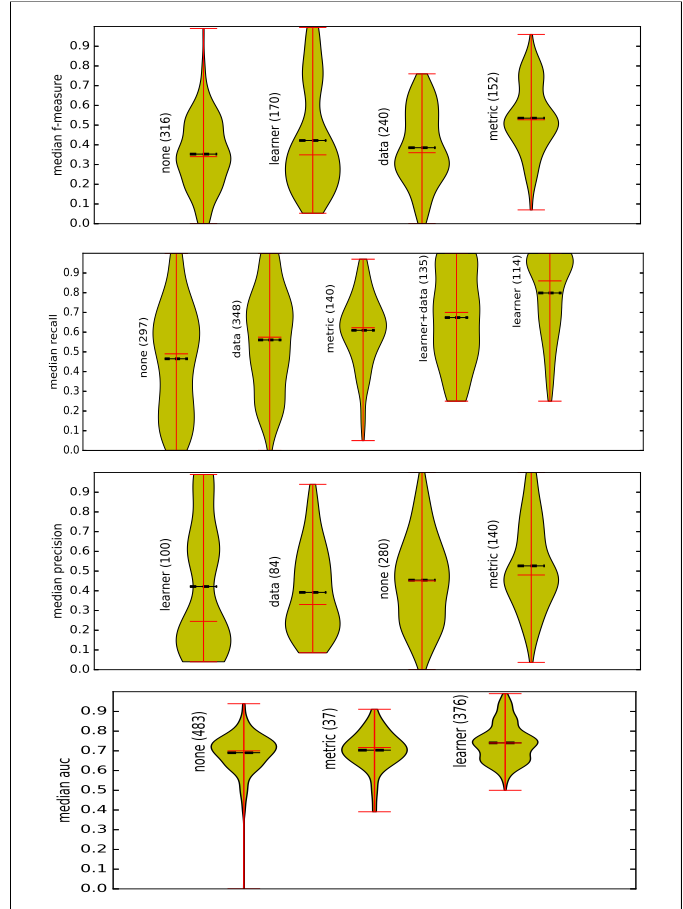 median f-measure
0.9
0.8
0.7
0.6
0.5
0.4
0.3
0.2
0.1
0.0
none (316)
learner (170)
data (240)
metric (152)
median recall
0.9
0.8
0.7
0.6
0.5
0.4
0.3
0.2
0.1
0.0
none (297)
data (348)
metric (140)
learner+data (135)
learner (114)
median precision
0.9
0.8
0.7
0.6
0.5
0.4
0.3
0.2
0.1
0.0
learner (100)
data (84)
none (280)
metric (140)
median auc
0.9
0.8
0.7
0.6
0.5
0.4
0.3
0.2
0.1
0.0
none (483)
metric (37)
learner (376)